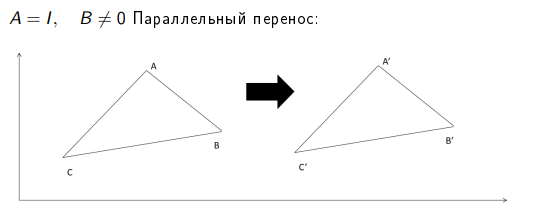 A = I, B ≠ 0 Параллельный перенос:
A A′
B B′
C C′